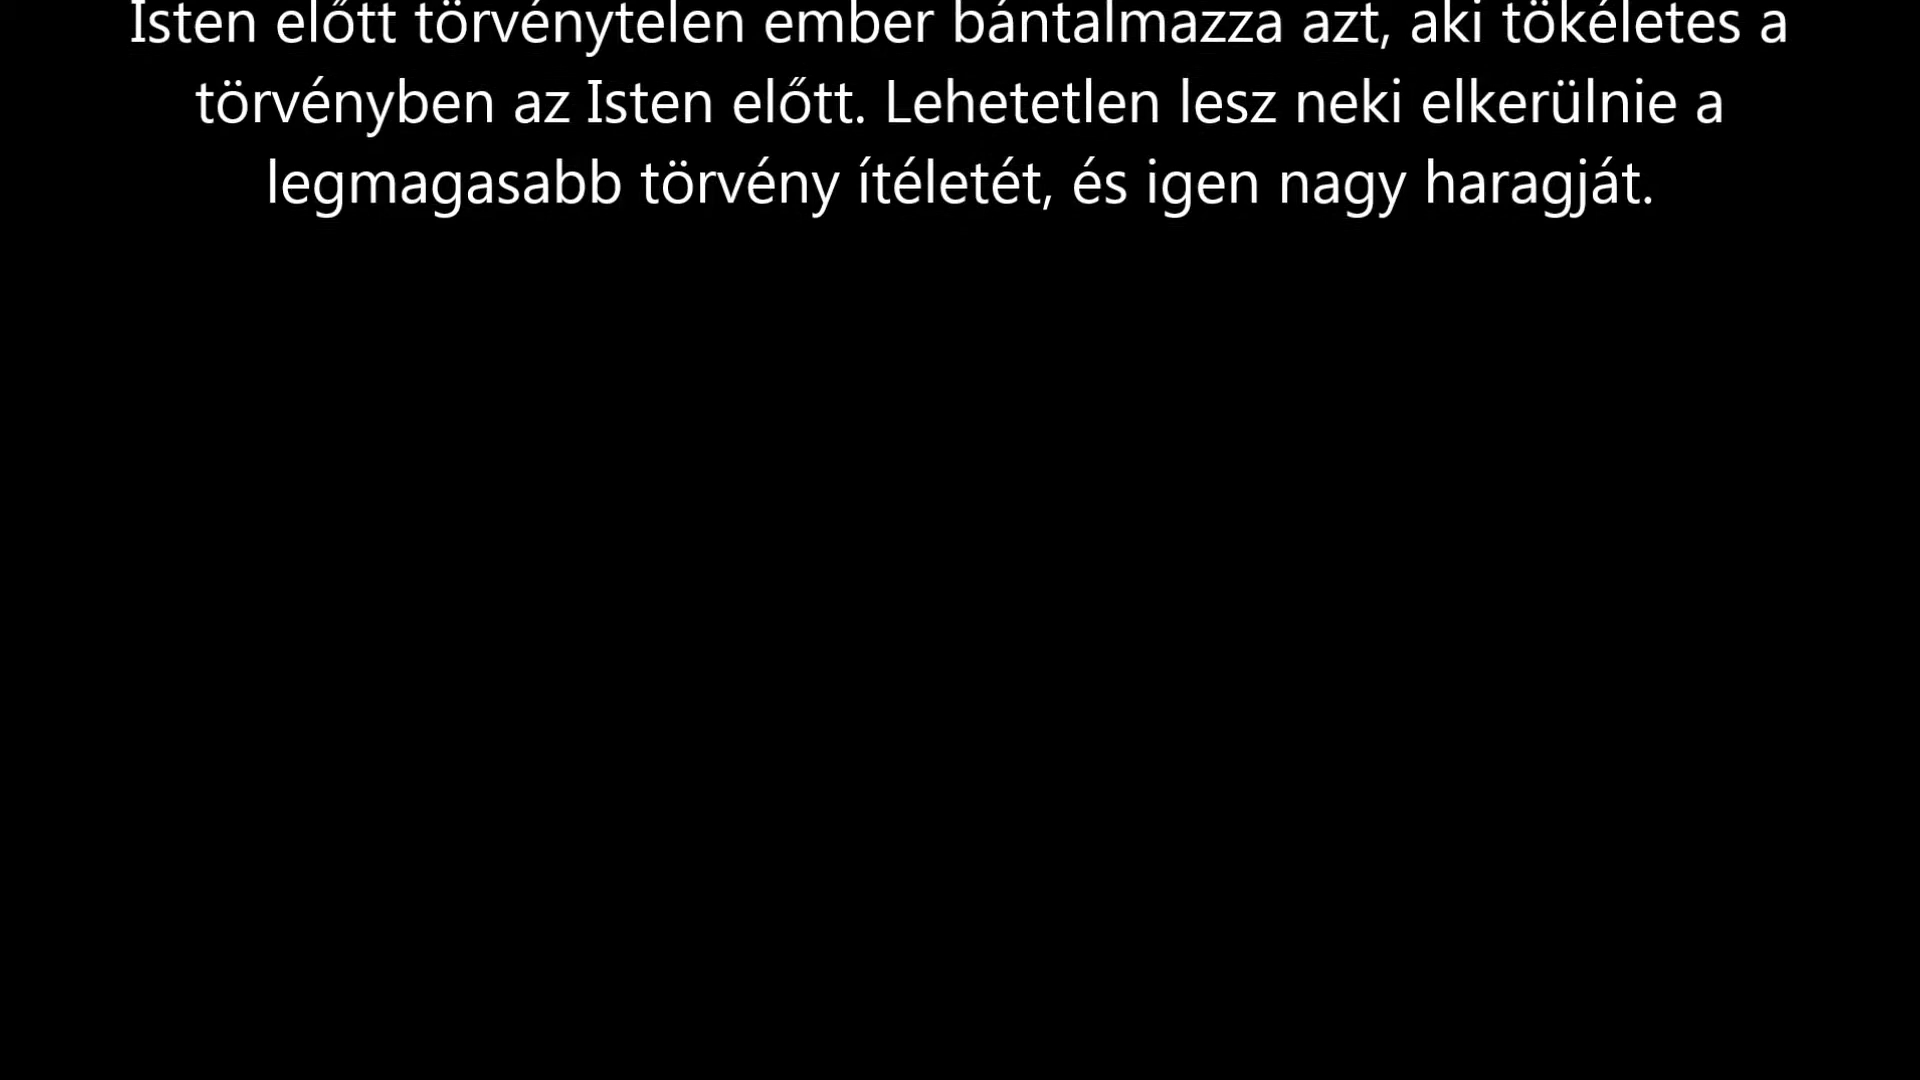 Isten előtt törvénytelen ember bántalmazza azt, aki tökéletes a
törvényben az Isten előtt. Lehetetlen lesz neki elkerülnie a
legmagasabb törvény ítéletét, és igen nagy haragját.